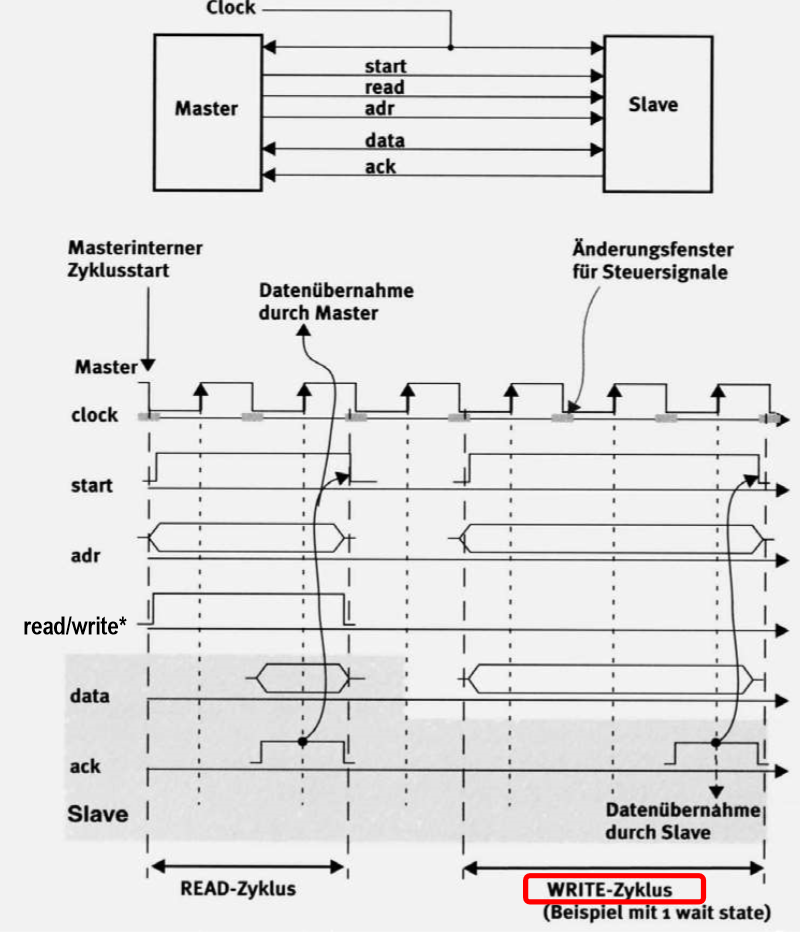 Clock
start
read
adr
data
ack
Master
Slave
Masterinterner
Zyklusstart
Datenübernahme
durch Master
Änderungsfenster
für Steuersignale
Master
clock
start
adr
read/write*
data
ack
Slave
Datenübernahme
durch Slave
READ-Zyklus
WRITE-Zyklus
(Beispiel mit 1 wait state)